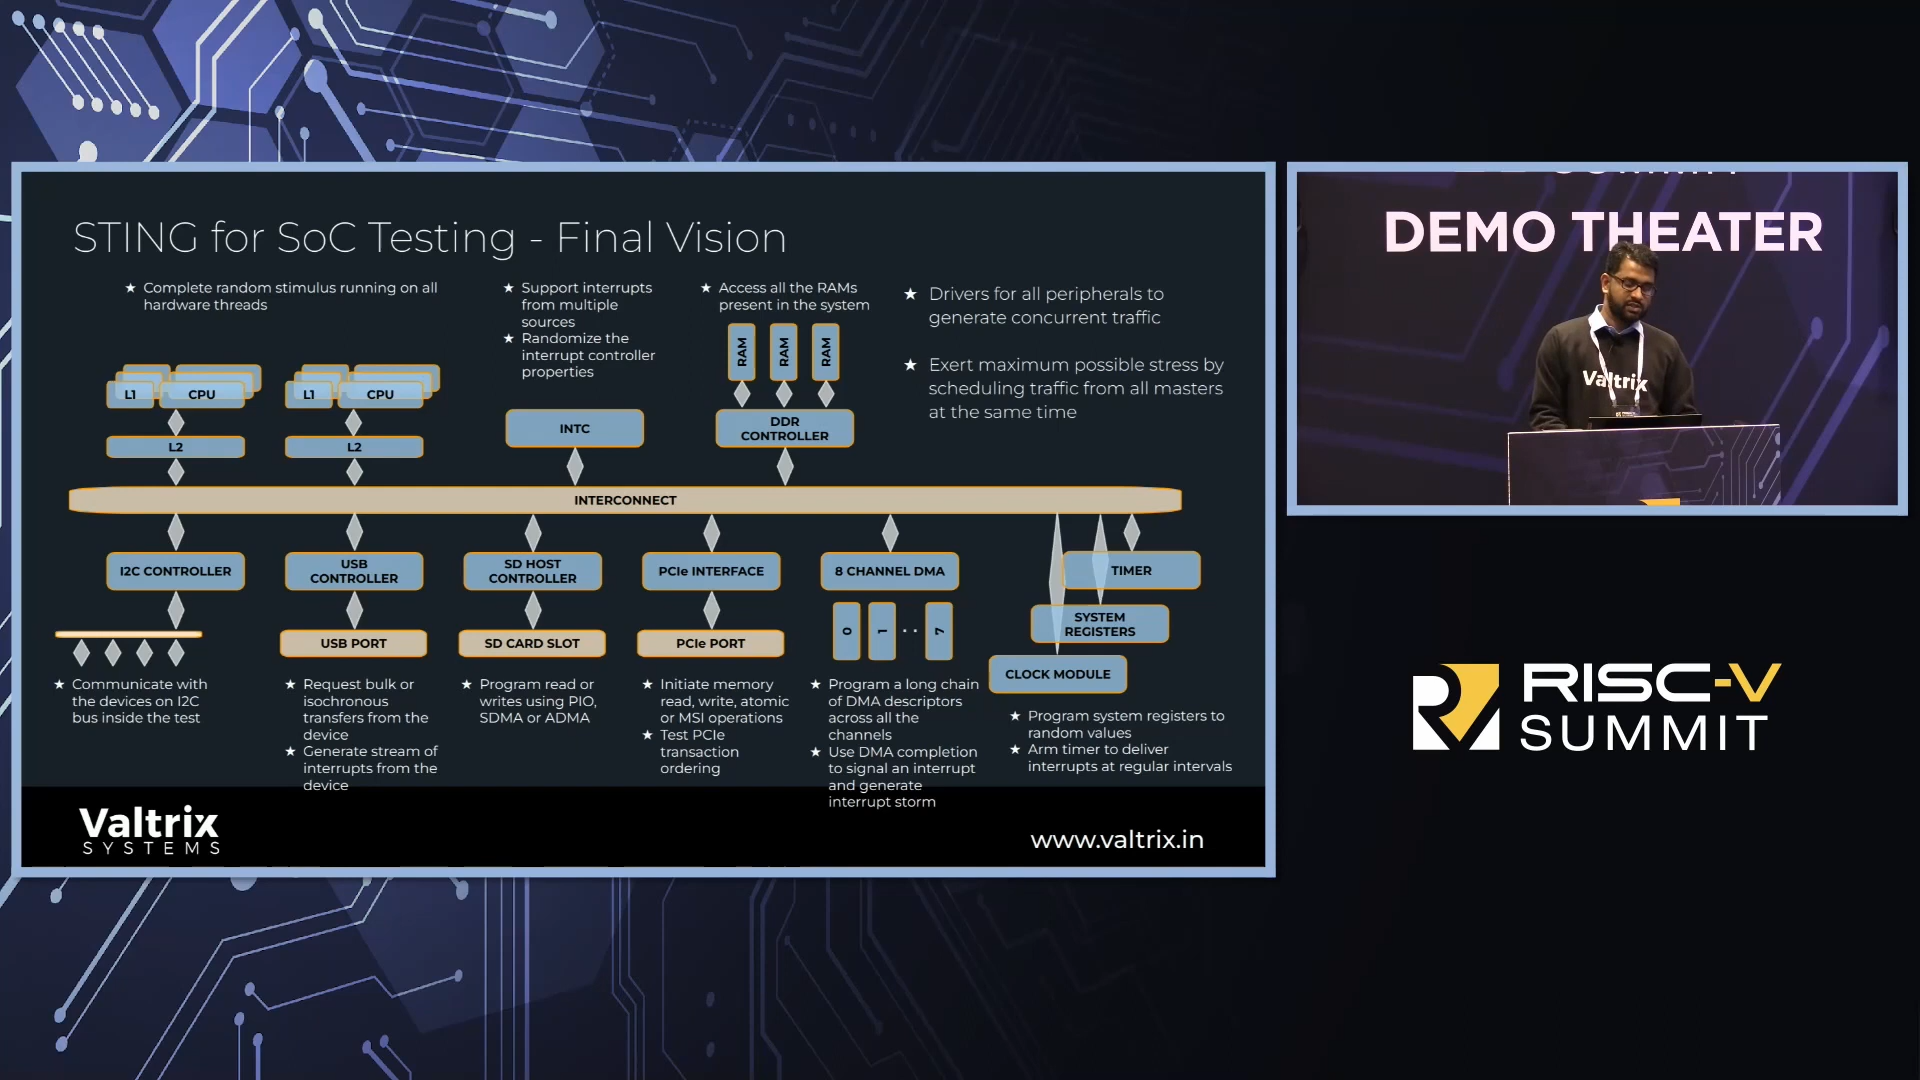 STING for SoC Testing - Final Vision
★ Complete random stimulus running on all
hardware threads
★ Support interrupts
from multiple
sources
★ Randomize the
interrupt controller
properties
★ Access all the RAMs
present in the system
★ Drivers for all peripherals to
generate concurrent traffic
★ Exert maximum possible stress by
scheduling traffic from all masters
at the same time
RAM
RAM
RAM
L1
CPU
L1
CPU
L2
L2
INTC
DDR
CONTROLLER
INTERCONNECT
I2C CONTROLLER
USB
CONTROLLER
SD HOST
CONTROLLER
PCIe INTERFACE
8 CHANNEL DMA
TIMER
SYSTEM
REGISTERS
CLOCK MODULE
USB PORT
SD CARD SLOT
PCIe PORT
0
1
. .
7
★ Communicate with
the devices on I2C
bus inside the test
★ Request bulk or
isochronous
transfers from the
device
★ Generate stream of
interrupts from the
device
★ Program read or
writes using PIO,
SDMA or ADMA
★ Initiate memory
read, write, atomic
or MSI operations
★ Test PCIe
transaction
ordering
★ Program a long chain
of DMA descriptors
across all the
channels
★ Use DMA completion
to signal an interrupt
and generate
interrupt storm
★ Program system registers to
random values
★ Arm timer to deliver
interrupts at regular intervals
Valtrix
SYSTEMS
www.valtrix.in
DEMO THEATER
Valtrix
RISC-V
SUMMIT